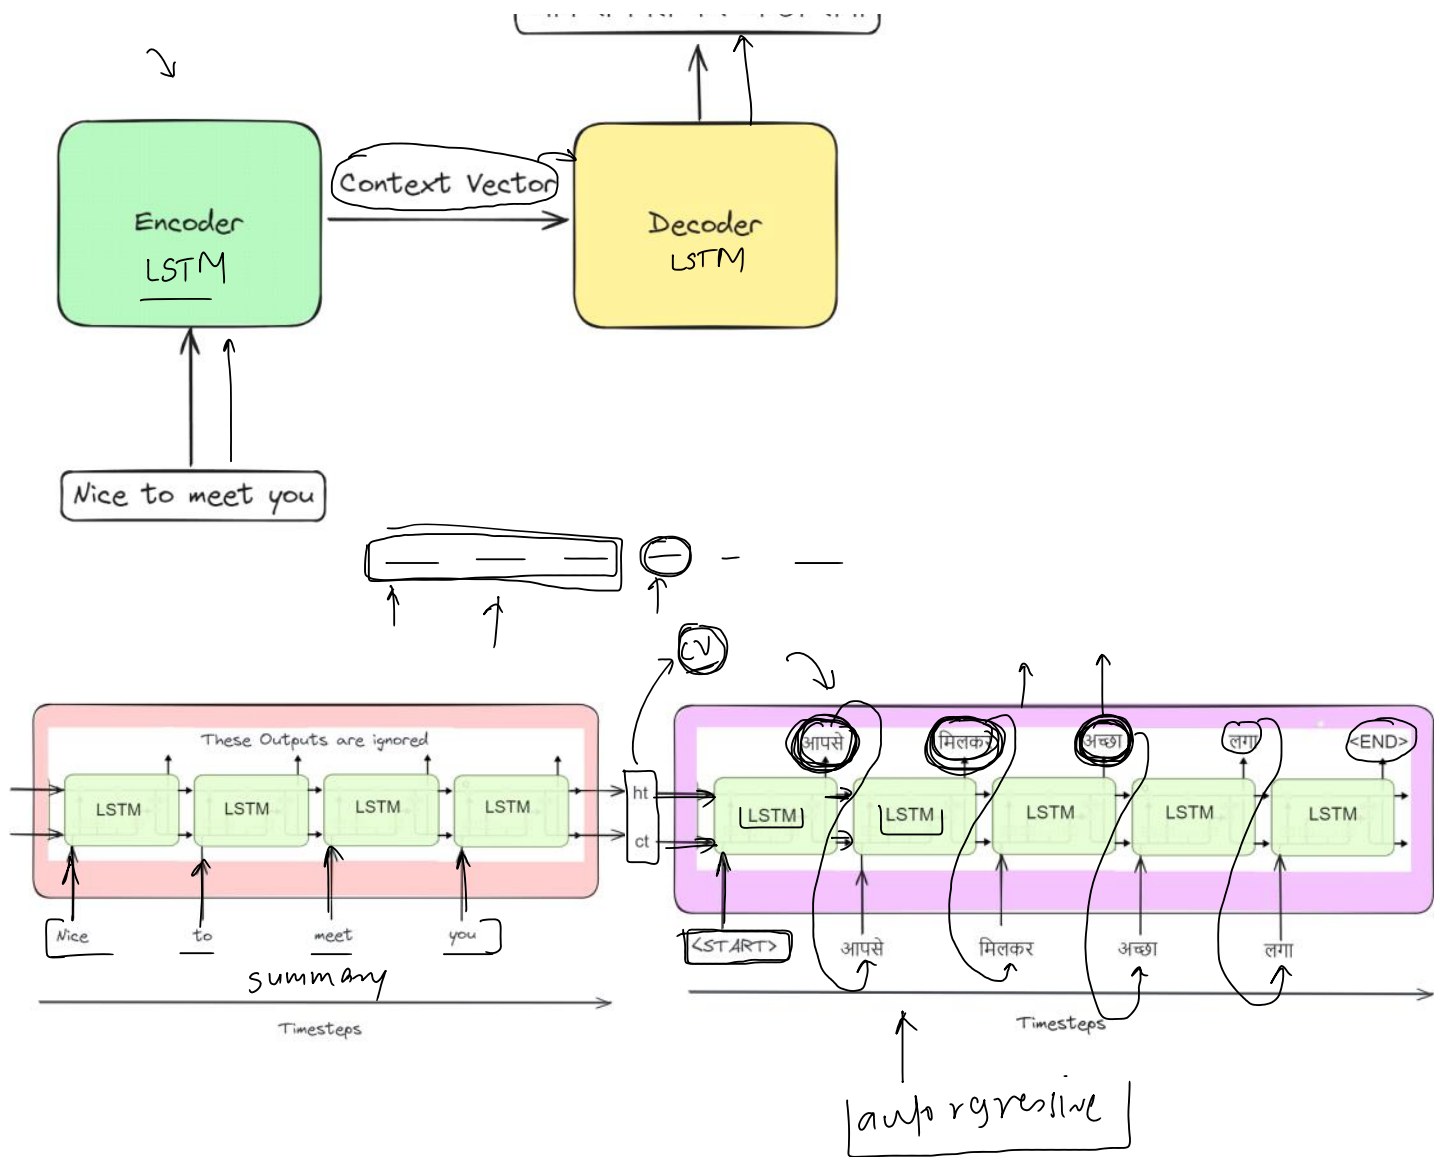 Context Vector
Encoder
LSTM
Decoder
LSTM
Nice to meet you
CV
These Outputs are ignored
आपसे मिलकर अच्छा लगा <END>
LSTM LSTM LSTM LSTM
ht
ct
LSTM LSTM LSTM LSTM LSTM
Nice to meet you
<START> आपसे मिलकर अच्छा लगा
summary
Timesteps
Timesteps
autorgressive